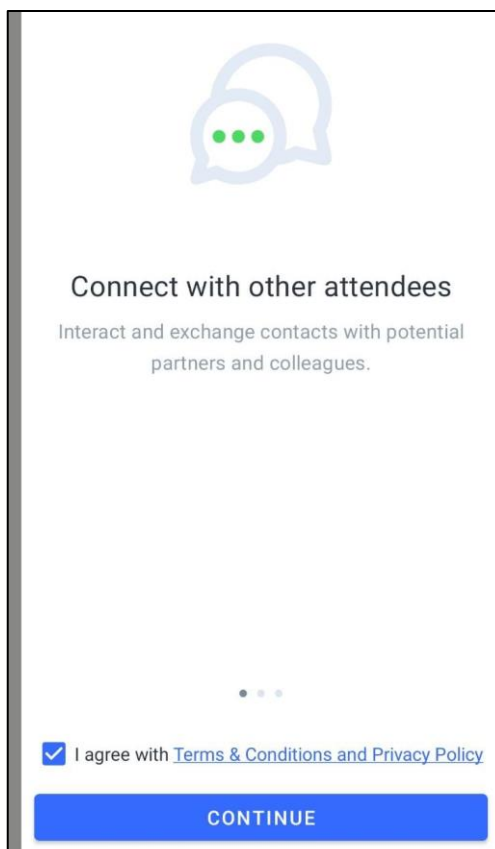 Connect with other attendees
Interact and exchange contacts with potential
partners and colleagues.
I agree with Terms & Conditions and Privacy Policy
CONTINUE